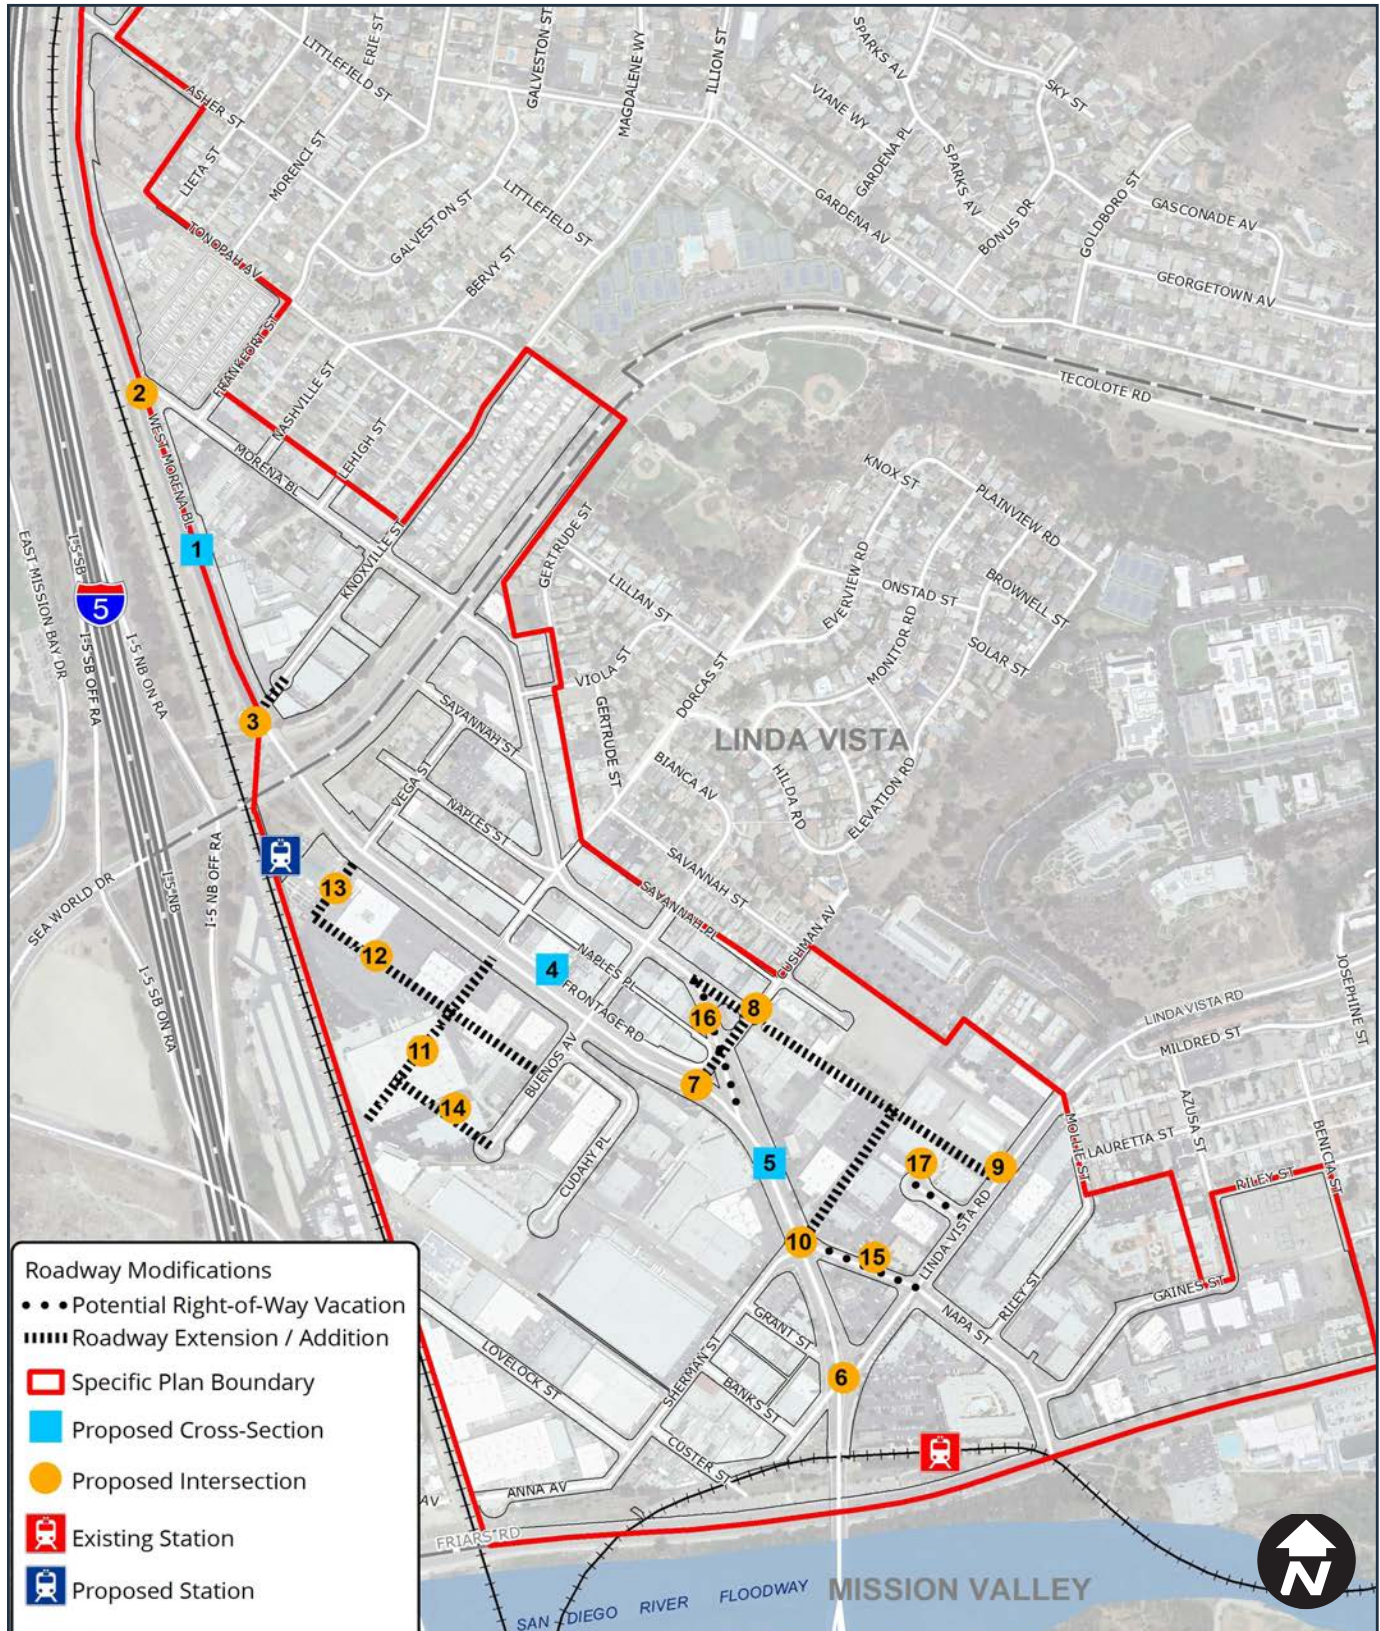 ASHER ST
LITTLEFIELD ST
ERIE ST
GALVESTON ST
MAGDALENE WY
ILLION ST
SPARKS AV
SKY ST
VIANE WY
GARDENA PL
SPARKS AV
LIETA ST
MORENCI ST
TONOPAH AV
GALVESTON ST
LITTLEFIELD ST
BERVY ST
GARDENA AV
BONUS DR
GOLDBORO ST
GASCONADE AV
GEORGETOWN AV
FRANKFORT ST
NASHVILLE ST
LEHIGH ST
TECOLOTE RD
2
WEST MORENA BL
MORENA BL
KNOXVILLE ST
1
KNOX ST
PLAINVIEW RD
GERTRUDE ST
LILLIAN ST
EVERVIEW RD
ONSTAD ST
BROWNELL ST
MONITOR RD
SOLAR ST
EAST MISSION BAY DR
I-5 SB
5
I-5 SB OFF RA
I-5 NB ON RA
VIOLA ST
DORCAS ST
GERTRUDE ST
3
SAVANNAH ST
LINDA VISTA
BIANCA AV
HILDA RD
ELEVATION RD
VEGA ST
NAPLES ST
SEA WORLD DR
I-5 NB
I-5 NB OFF RA
I-5 SB ON RA
SAVANNAH ST
SAVANNAH PL
CUSHMAN AV
13
12
4
NAPLES PL
FRONTAGE RD
16
8
11
7
14
BUENOS AV
CUDAHY PL
LINDA VISTA RD
MILDRED ST
JOSEPHINE ST
AZUSA ST
LAURETTA ST
MOLLIE ST
BENICIA ST
RILEY ST
5
17
9
10
15
LINDA VISTA RD
RILEY ST
GAINES ST
NAPA ST
GRANT ST
SHERMAN ST
BANKS ST
6
LOVELOCK ST
CUSTER ST
ANNA AV
AV
FRIARS RD
SAN DIEGO RIVER FLOODWAY
MISSION VALLEY
N
Roadway Modifications
Potential Right-of-Way Vacation
Roadway Extension / Addition
Specific Plan Boundary
Proposed Cross-Section
Proposed Intersection
Existing Station
Proposed Station